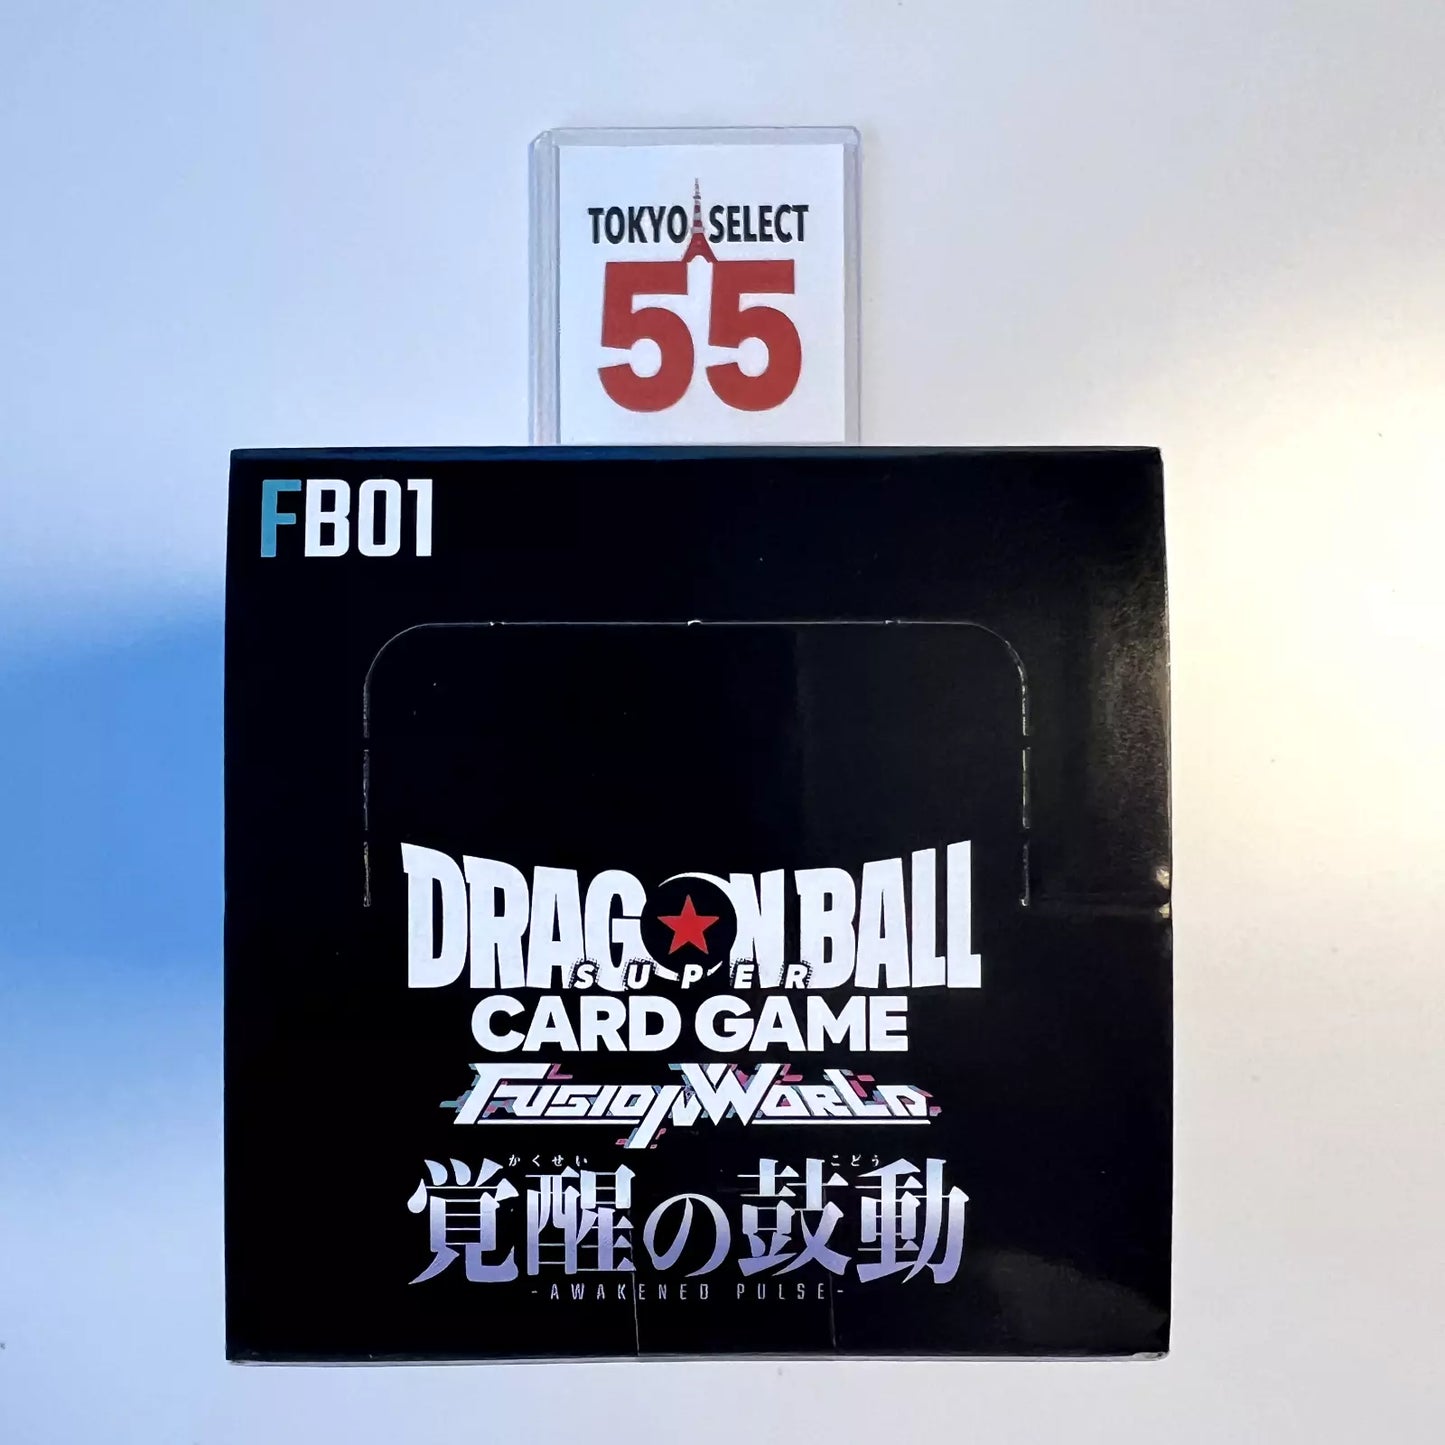 TOKYO SELECT
55
FB01
DRAGON BALL
SUPER
CARD GAME
FUSION WORLD
かくせい こどう
覚醒の鼓動
-AWAKENED PULSE-